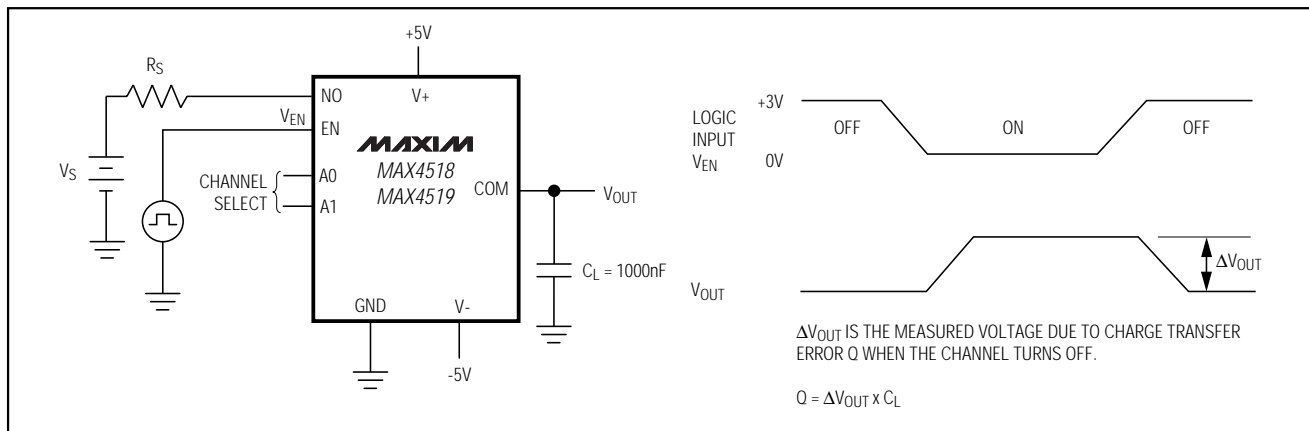 +5V
RS
NO
V+
VEN
EN
MAXIM
VS
A0
MAX4518
CHANNEL
SELECT
MAX4519
COM
VOUT
A1
CL = 1000nF
GND
V-
-5V
+3V
LOGIC
INPUT
VEN
OFF
ON
OFF
0V
ΔVOUT
VOUT
ΔVOUT IS THE MEASURED VOLTAGE DUE TO CHARGE TRANSFER
ERROR Q WHEN THE CHANNEL TURNS OFF.
Q = ΔVOUT x CL